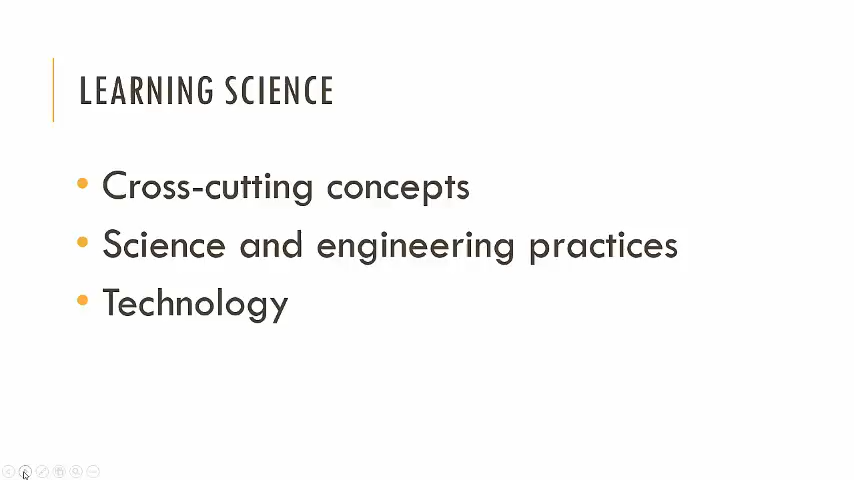 LEARNING SCIENCE
• Cross-cutting concepts
• Science and engineering practices
• Technology